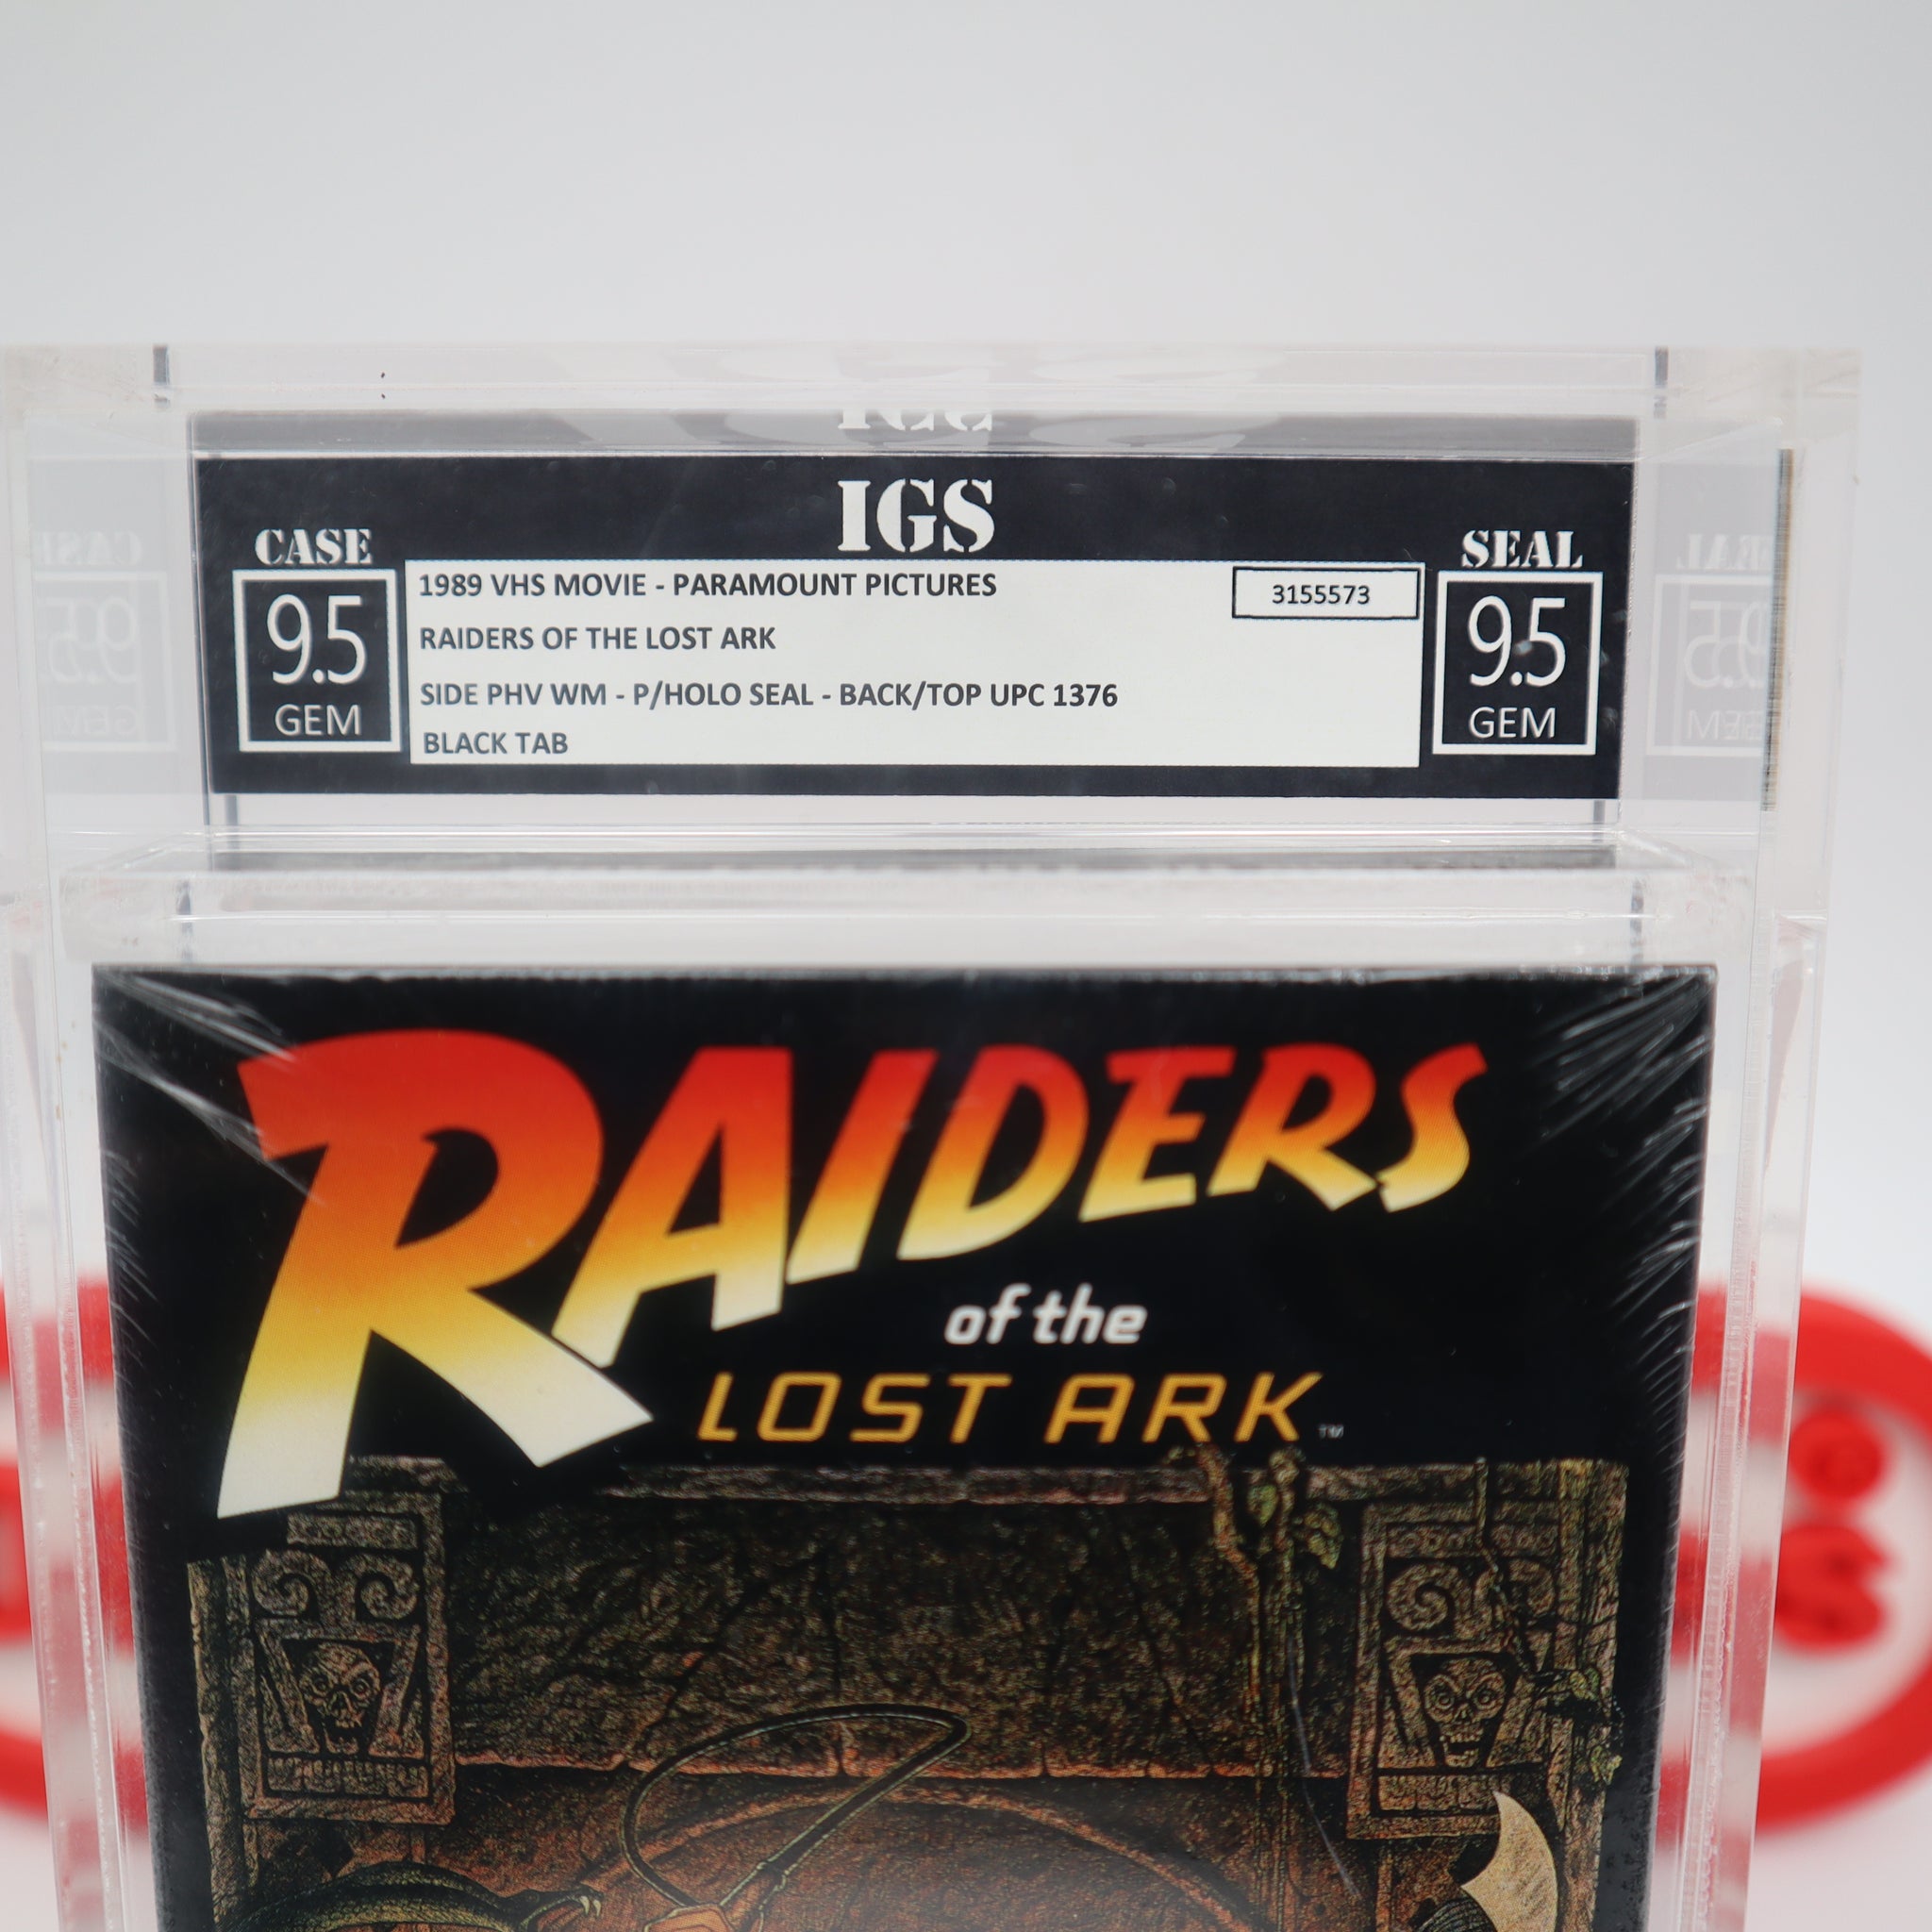 IGS
CASE
9.5
GEM
1989 VHS MOVIE - PARAMOUNT PICTURES
3155573
RAIDERS OF THE LOST ARK
SIDE PHV WM - P/HOLO SEAL - BACK/TOP UPC 1376
BLACK TAB
SEAL
9.5
GEM
RAIDERS
of the
LOST ARK™